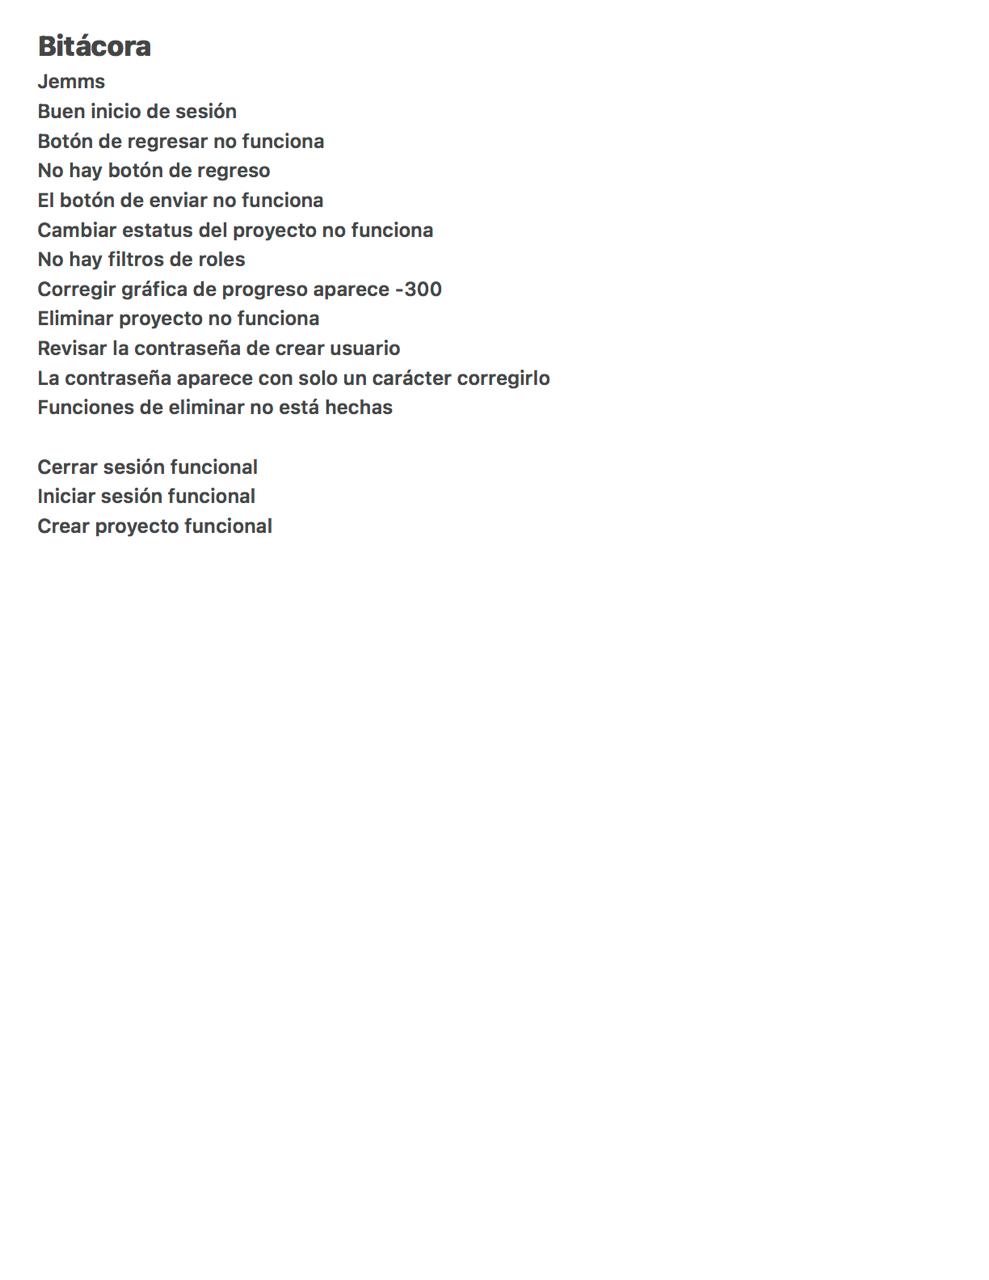 Bitácora
Jemms
Buen inicio de sesión
Botón de regresar no funciona
No hay botón de regreso
El botón de enviar no funciona
Cambiar estatus del proyecto no funciona
No hay filtros de roles
Corregir gráfica de progreso aparece -300
Eliminar proyecto no funciona
Revisar la contraseña de crear usuario
La contraseña aparece con solo un carácter corregirlo
Funciones de eliminar no está hechas
Cerrar sesión funcional
Iniciar sesión funcional
Crear proyecto funcional